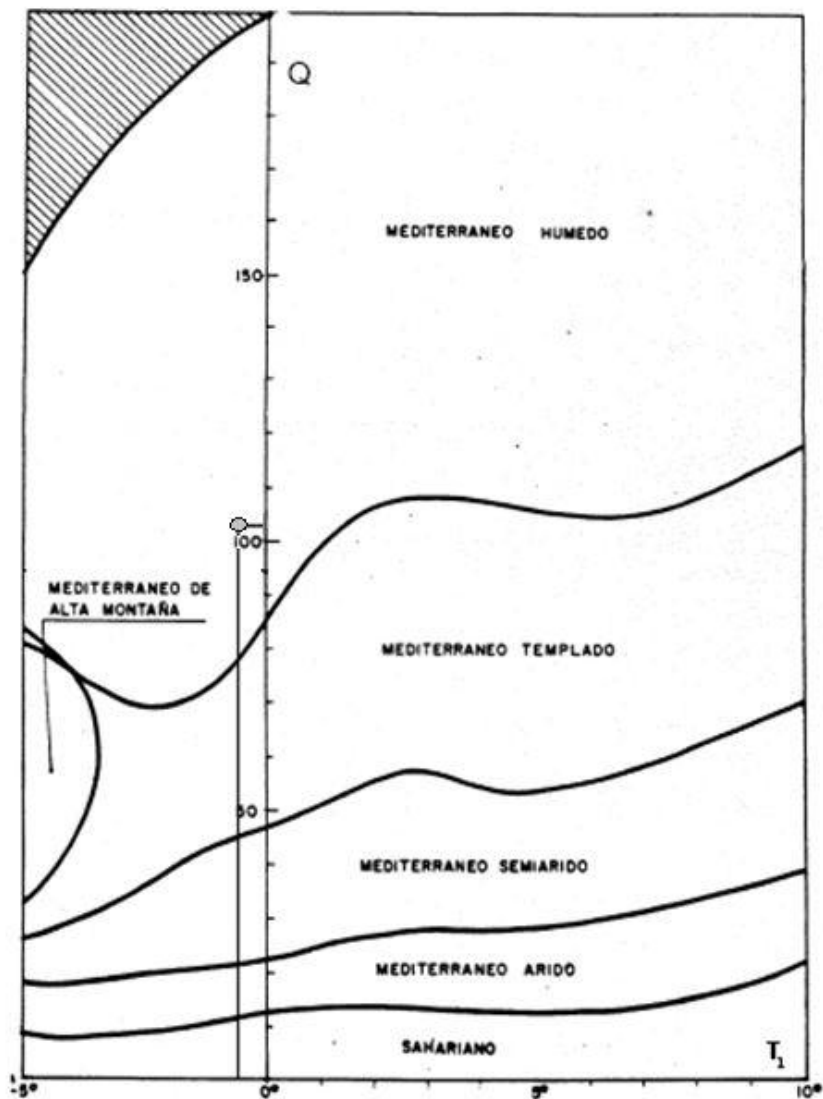 Q
MEDITERRANEO HUMEDO
150
100
MEDITERRANEO DE
ALTA MONTAÑA
MEDITERRANEO TEMPLADO
50
MEDITERRANEO SEMIARIDO
MEDITERRANEO ARIDO
SAHARIANO
T1
-5° 0° 5° 10°